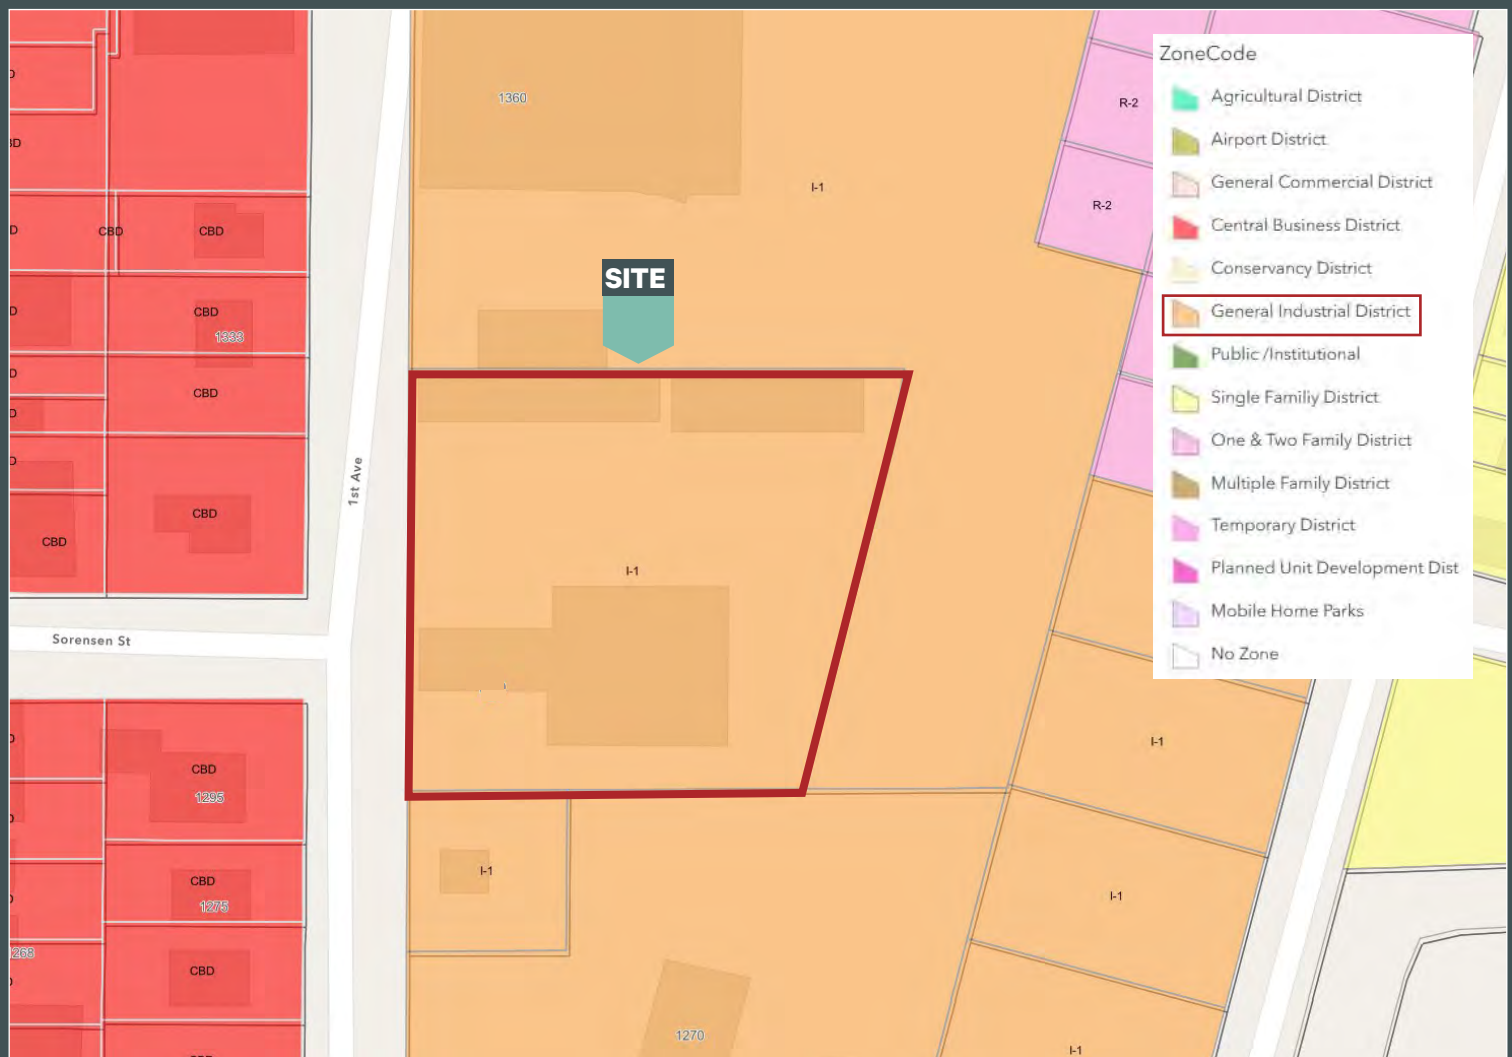 1360
I-1
R-2
R-2
CBD
CBD
CBD
1333
CBD
CBD
CBD
SITE
1st Ave
I-1
Sorensen St
CBD
1295
CBD
1275
CBD
I-1
1270
I-1
I-1
I-1
ZoneCode
Agricultural District
Airport District
General Commercial District
Central Business District
Conservancy District
General Industrial District
Public /Institutional
Single Familiy District
One & Two Family District
Multiple Family District
Temporary District
Planned Unit Development Dist
Mobile Home Parks
No Zone